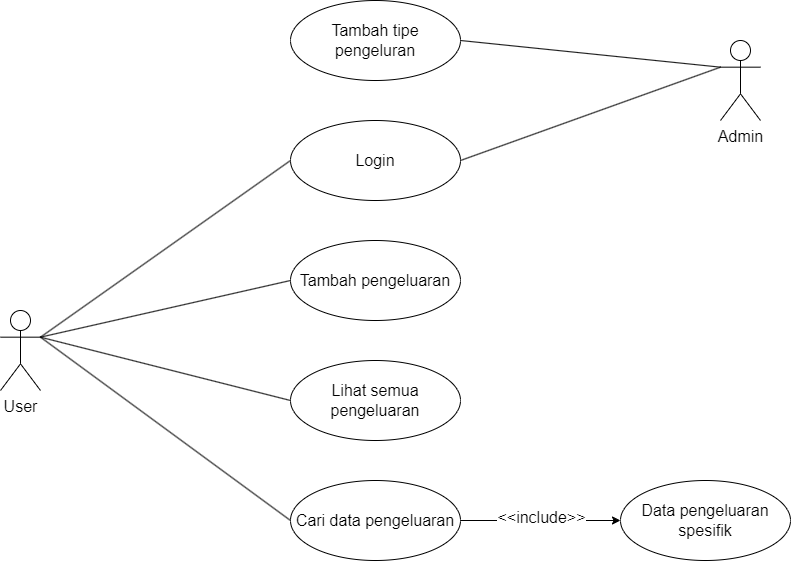 Tambah tipe
pengeluran
Admin
Login
Tambah pengeluaran
User
Lihat semua
pengeluaran
Cari data pengeluaran
<<include>>
Data pengeluaran
spesifik